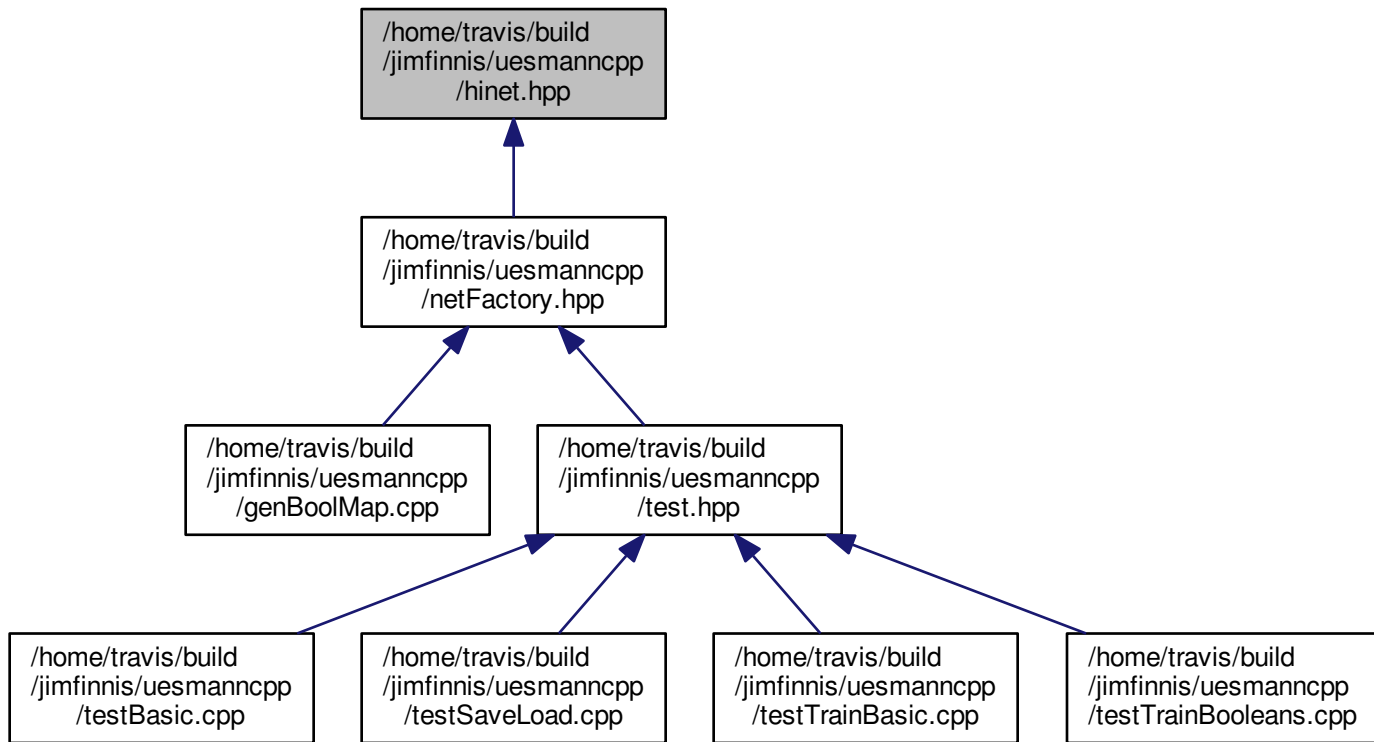 /home/travis/build
/jimfinnis/uesmanncpp
/hinet.hpp
/home/travis/build
/jimfinnis/uesmanncpp
/netFactory.hpp
/home/travis/build
/jimfinnis/uesmanncpp
/genBoolMap.cpp
/home/travis/build
/jimfinnis/uesmanncpp
/test.hpp
/home/travis/build
/jimfinnis/uesmanncpp
/testBasic.cpp
/home/travis/build
/jimfinnis/uesmanncpp
/testSaveLoad.cpp
/home/travis/build
/jimfinnis/uesmanncpp
/testTrainBasic.cpp
/home/travis/build
/jimfinnis/uesmanncpp
/testTrainBooleans.cpp